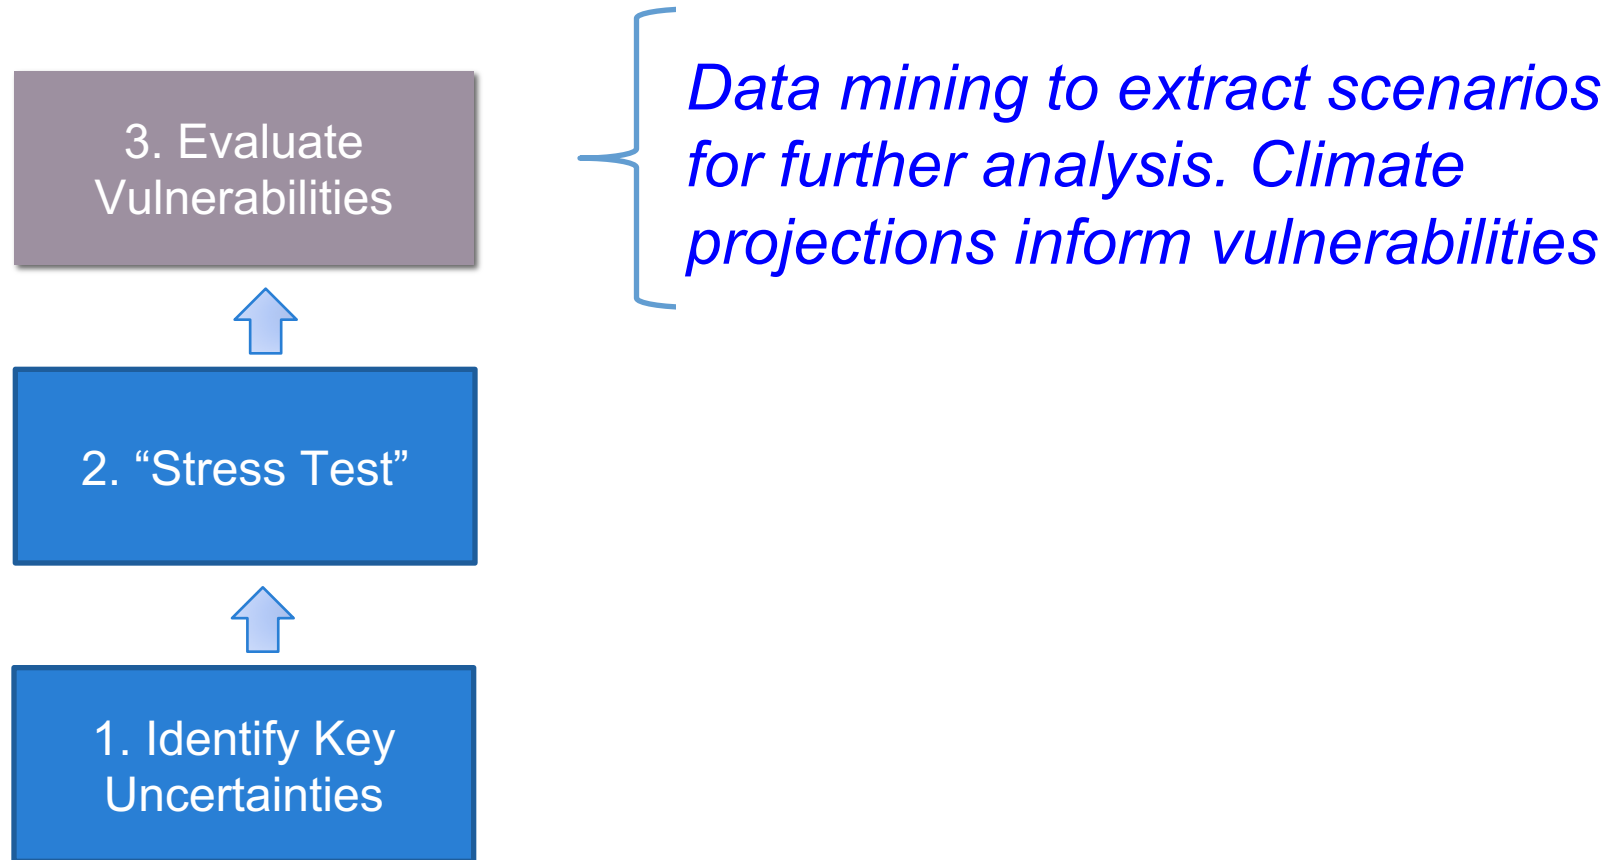 3. Evaluate
Vulnerabilities
Data mining to extract scenarios
for further analysis. Climate
projections inform vulnerabilities
2. “Stress Test”
1. Identify Key
Uncertainties